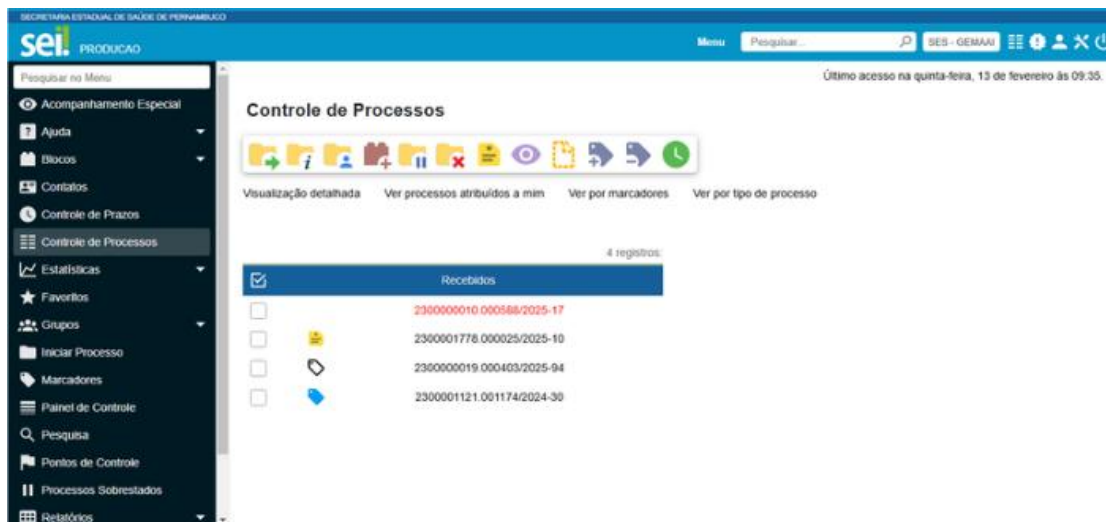 SECRETARIA ESTADUAL DE SAÚDE DE PERNAMBUCO
sei! PRODUCAO
Menu Pesquisar... SES - GEMAAI
Pesquisar no Menu
Último acesso na quinta-feira, 13 de fevereiro às 09:35.
Acompanhamento Especial
Ajuda
Blocos
Contatos
Controle de Prazos
Controle de Processos
Estatísticas
Favoritos
Grupos
Iniciar Processo
Marcadores
Painel de Controle
Pesquisa
Pontos de Controle
Processos Sobrestados
Relatórios
Controle de Processos
Visualização detalhada Ver processos atribuídos a mim Ver por marcadores Ver por tipo de processo
4 registros:
Recebidos
2300000010.000588/2025-17
2300001778.000025/2025-10
2300000019.000403/2025-94
2300001121.001174/2024-30